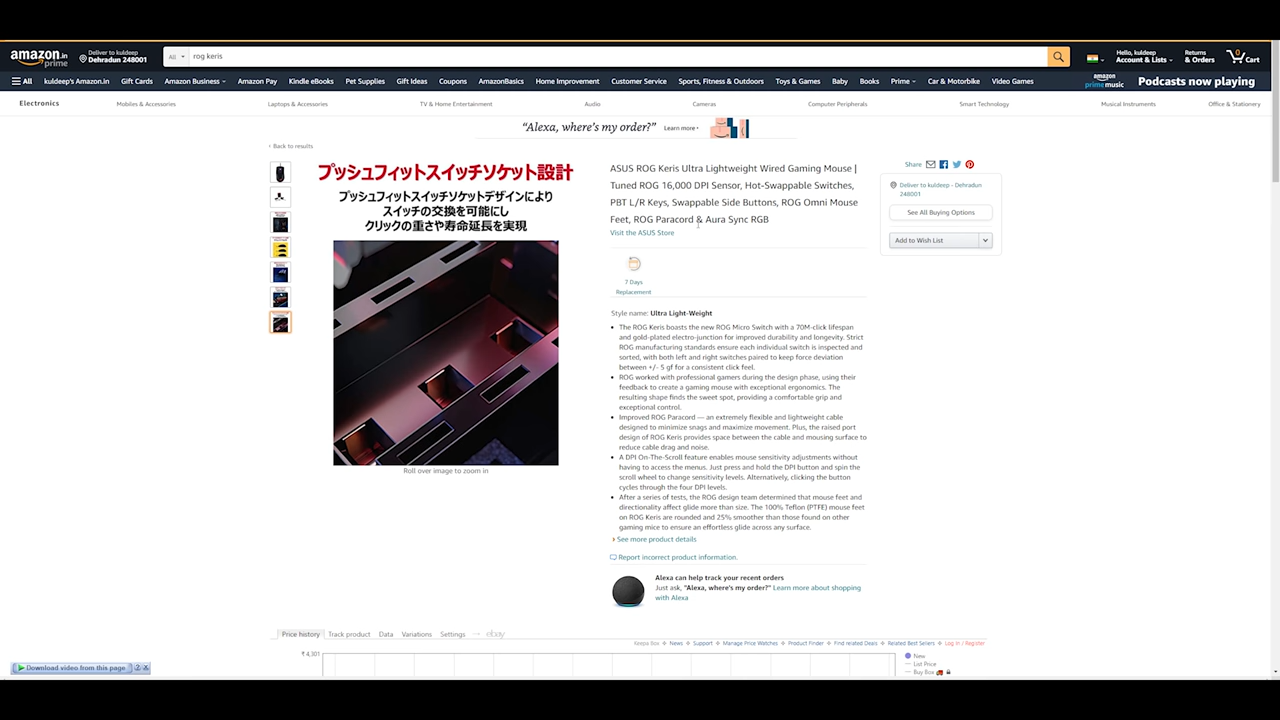 amazon.in
prime
Deliver to kuldeep
Dehradun 248001
All
rog keris
Hello, kuldeep
Account & Lists
Returns
& Orders
0
Cart
All
kuldeep's Amazon.in
Gift Cards
Amazon Business
Amazon Pay
Kindle eBooks
Pet Supplies
Gift Ideas
Coupons
AmazonBasics
Home Improvement
Customer Service
Sports, Fitness & Outdoors
Toys & Games
Baby
Books
Prime
Car & Motorbike
Video Games
amazon
prime music
Podcasts now playing
Electronics
Mobiles & Accessories
Laptops & Accessories
TV & Home Entertainment
Audio
Cameras
Computer Peripherals
Smart Technology
Musical Instruments
Office & Stationery
“Alexa, where's my order?”
Learn more ›
‹ Back to results
プッシュフィットスイッチソケット設計
プッシュフィットスイッチソケットデザインにより
スイッチの交換を可能にし
クリックの重さや寿命延長を実現
Roll over image to zoom in
ASUS ROG Keris Ultra Lightweight Wired Gaming Mouse |
Tuned ROG 16,000 DPI Sensor, Hot-Swappable Switches,
PBT L/R Keys, Swappable Side Buttons, ROG Omni Mouse
Feet, ROG Paracord & Aura Sync RGB
Visit the ASUS Store
7 Days
Replacement
Style name: Ultra Light-Weight
• The ROG Keris boasts the new ROG Micro Switch with a 70M-click lifespan
and gold-plated electro-junction for improved durability and longevity. Strict
ROG manufacturing standards ensure each individual switch is inspected and
sorted, with both left and right switches paired to keep force deviation
between +/- 5 gf for a consistent click feel.
• ROG worked with professional gamers during the design phase, using their
feedback to create a gaming mouse with exceptional ergonomics. The
resulting shape finds the sweet spot, providing a comfortable grip and
exceptional control.
• Improved ROG Paracord — an extremely flexible and lightweight cable
designed to minimize snags and maximize movement. Plus, the raised port
design of ROG Keris provides space between the cable and mousing surface to
reduce cable drag and noise.
• A DPI On-The-Scroll feature enables mouse sensitivity adjustments without
having to access the menus. Just press and hold the DPI button and spin the
scroll wheel to change sensitivity levels. Alternatively, clicking the button
cycles through the four DPI levels.
• After a series of tests, the ROG design team determined that mouse feet and
directionality affect glide more than size. The 100% Teflon (PTFE) mouse feet
on ROG Keris are rounded and 25% smoother than those found on other
gaming mice to ensure an effortless glide across any surface.
› See more product details
Report incorrect product information.
Alexa can help track your recent orders
Just ask, "Alexa, where's my order?" Learn more about shopping
with Alexa
Share
Deliver to kuldeep - Dehradun
248001
See All Buying Options
Add to Wish List
Price history
Track product
Data
Variations
Settings
ebay
Keepa Box
News
Support
Manage Price Watches
Product Finder
Find related Deals
Related Best Sellers
Log in / Register
₹ 4,301
New
List Price
Buy Box
Download video from this page
?